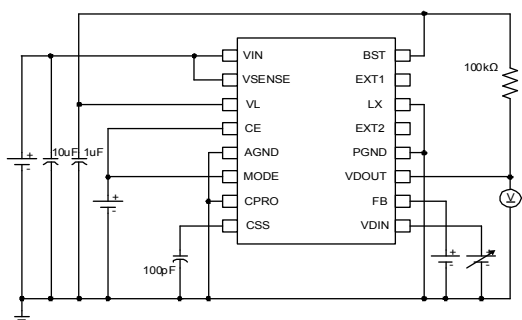 VIN
VSENSE
VL
CE
AGND
MODE
CPRO
CSS
BST
EXT1
LX
EXT2
PGND
VDOUT
FB
VDIN
100kΩ
10uF
1uF
100pF
V
+
-
+
-
+
-
+
-